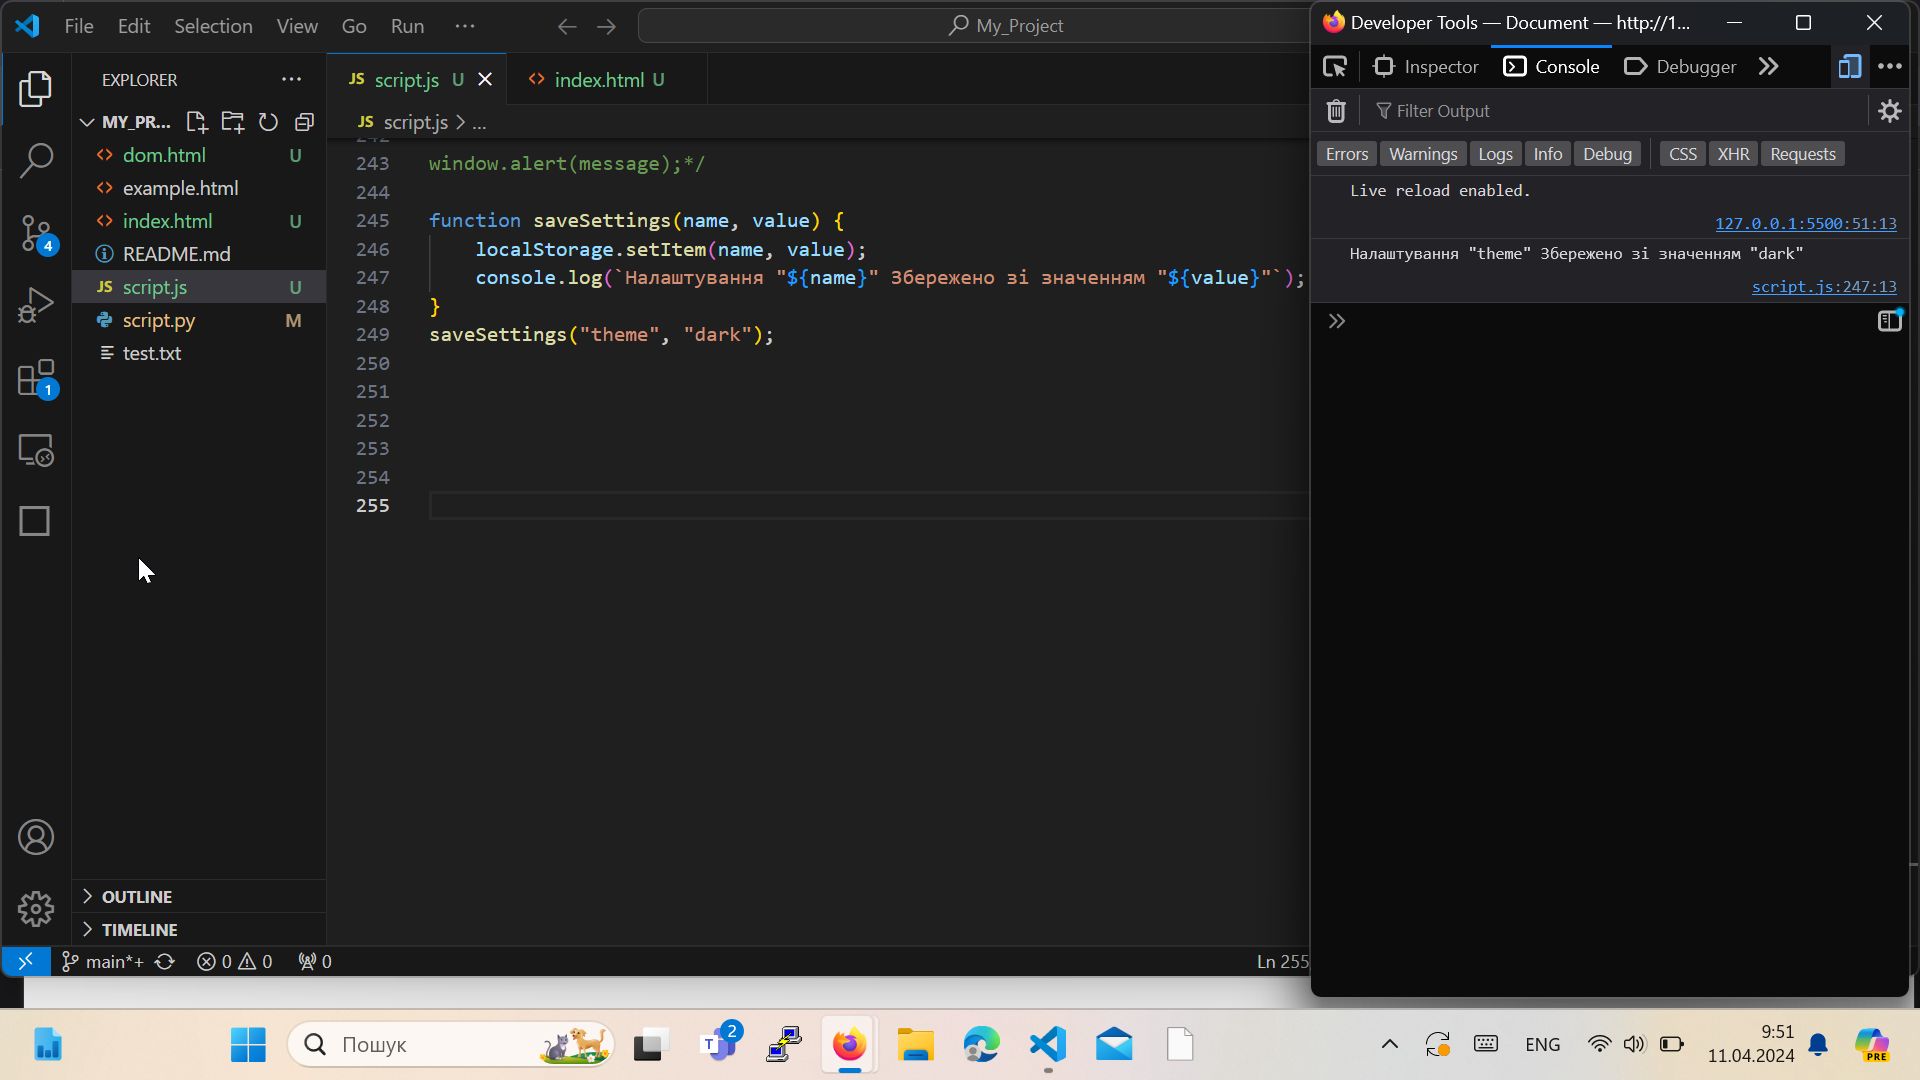 File Edit Selection View Go Run ···
My_Project
EXPLORER
MY_PR...
dom.html U
example.html
index.html U
README.md
JS script.js U
script.py M
test.txt
OUTLINE
TIMELINE
JS script.js U
index.html U
JS script.js > ...
243 window.alert(message);*/
244
245 function saveSettings(name, value) {
246 localStorage.setItem(name, value);
247 console.log(`Налаштування "${name}" Збережено зі значенням "${value}"`);
248 }
249 saveSettings("theme", "dark");
250
251
252
253
254
255
4
1
main*+ 0 0 0
Ln 255
Developer Tools — Document — http://1...
Inspector Console Debugger
Filter Output
Errors Warnings Logs Info Debug CSS XHR Requests
Live reload enabled.
127.0.0.1:5500:51:13
Налаштування "theme" Збережено зі значенням "dark"
script.js:247:13
Пошук
T 2
ENG
9:51
11.04.2024
PRE